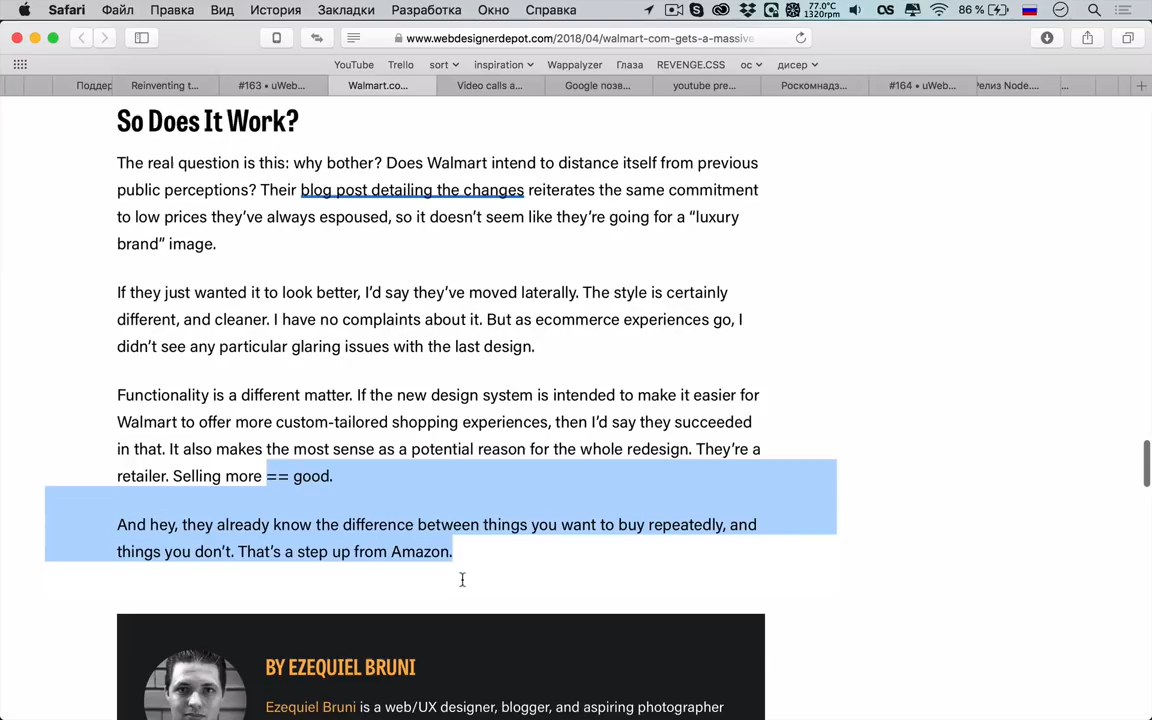 Safari Файл Правка Вид История Закладки Разработка Окно Справка 77.0°C 1320rpm 86 %
www.webdesignerdepot.com/2018/04/walmart-com-gets-a-massive
YouTube Trello sort inspiration Wappalyzer Глаза REVENGE.CSS ос дисер
Поддер Reinventing t... #163 • uWeb... Walmart.co... Video calls a... Google позв... youtube pre... Роскомнадз... #164 • uWeb... Релиз Node.... ...
So Does It Work?
The real question is this: why bother? Does Walmart intend to distance itself from previous
public perceptions? Their blog post detailing the changes reiterates the same commitment
to low prices they’ve always espoused, so it doesn’t seem like they’re going for a “luxury
brand” image.
If they just wanted it to look better, I’d say they’ve moved laterally. The style is certainly
different, and cleaner. I have no complaints about it. But as ecommerce experiences go, I
didn’t see any particular glaring issues with the last design.
Functionality is a different matter. If the new design system is intended to make it easier for
Walmart to offer more custom-tailored shopping experiences, then I’d say they succeeded
in that. It also makes the most sense as a potential reason for the whole redesign. They’re a
retailer. Selling more == good.
And hey, they already know the difference between things you want to buy repeatedly, and
things you don’t. That’s a step up from Amazon.
BY EZEQUIEL BRUNI
Ezequiel Bruni is a web/UX designer, blogger, and aspiring photographer